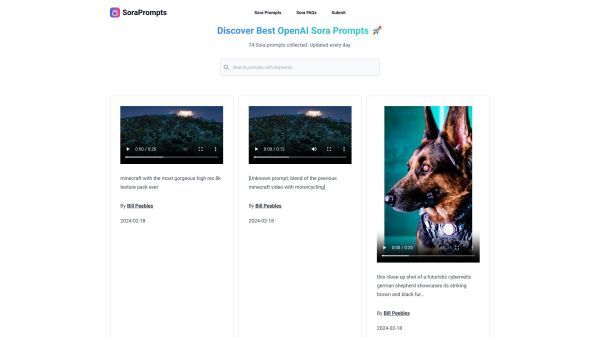 SoraPrompts
Sora Prompts
Sora FAQs
Submit
Discover Best OpenAI Sora Prompts 🚀
74 Sora prompts collected. Updated every day.
Search prompts with keywords...
0:00 / 0:20
minecraft with the most gorgeous high res 8k
texture pack ever
By Bill Peebles
2024-02-18
0:00 / 0:12
[Unknown prompt; blend of the previous
minecraft video with motorcycling]
By Bill Peebles
2024-02-18
0:00 / 0:20
this close up shot of a futuristic cybernetic
german shepherd showcases its striking
brown and black fur...
By Bill Peebles
2024-02-18